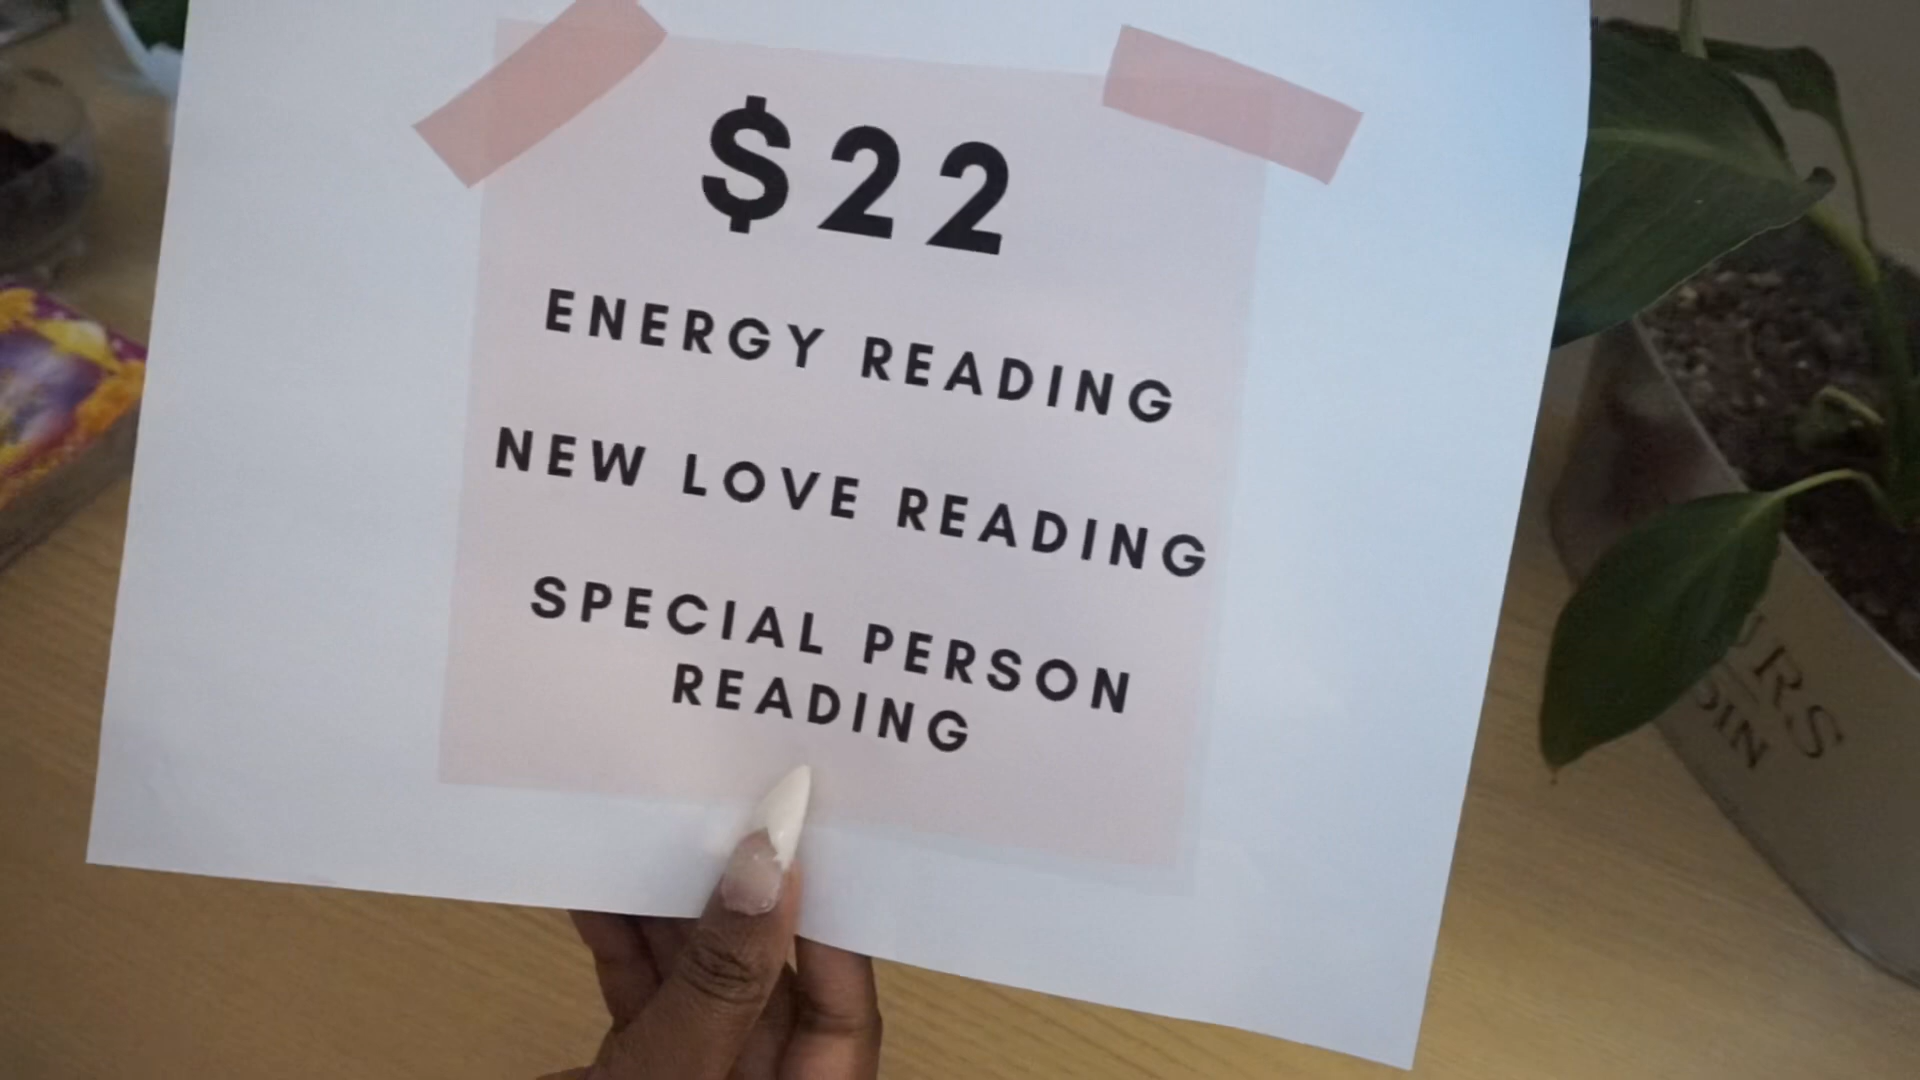 $22
ENERGY READING
NEW LOVE READING
SPECIAL PERSON
READING